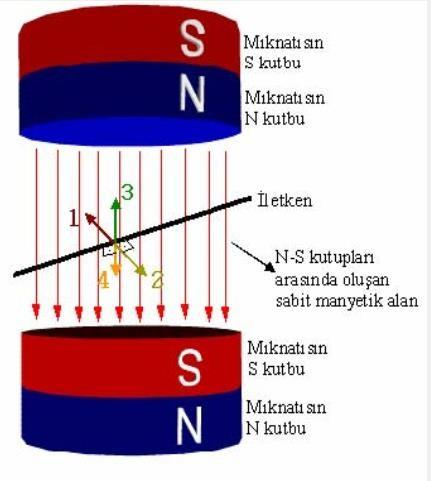 S
Mıknatısın
S kutbu
N
Mıknatısın
N kutbu
3
1
İletken
4
2
N-S kutupları
arasında oluşan
sabit manyetik alan
S
Mıknatısın
S kutbu
N
Mıknatısın
N kutbu